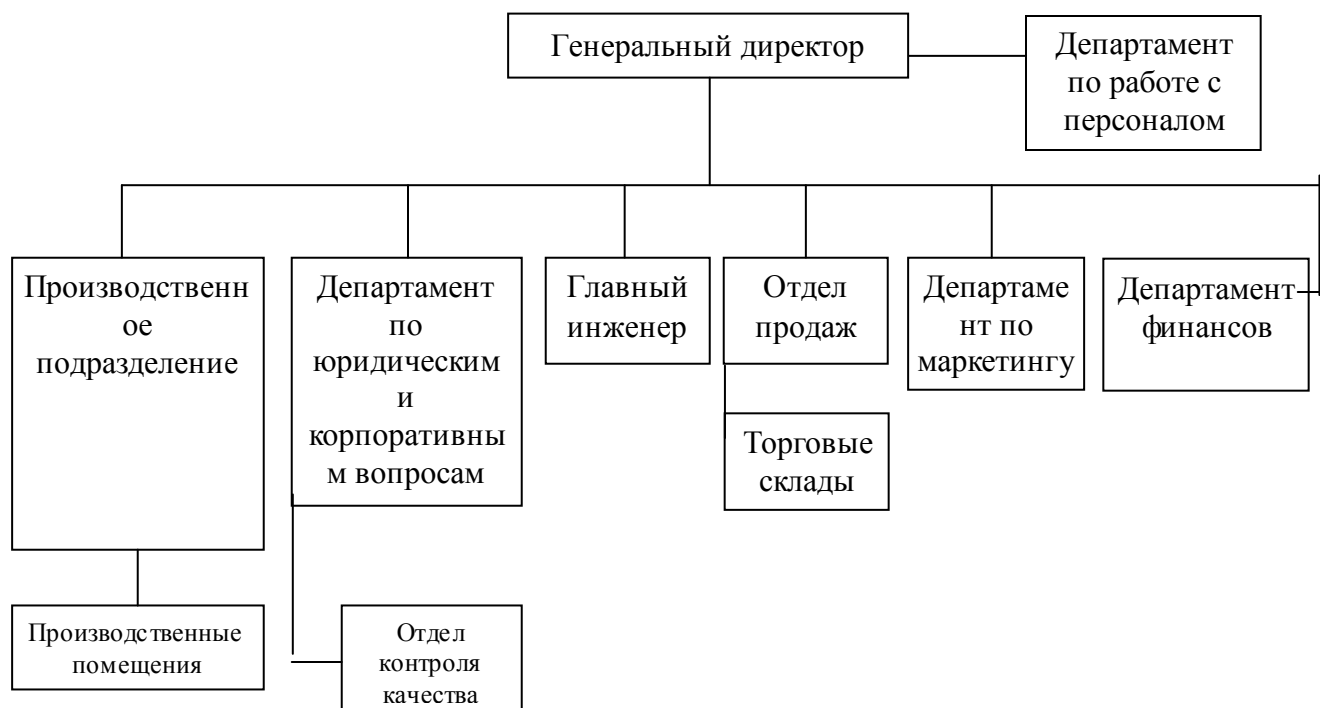 Генеральный директор
Департамент
по работе с
персоналом
Производственн
ое
подразделение
Департамент
по
юридическим
и
корпоративны
м вопросам
Главный
инженер
Отдел
продаж
Департаме
нт по
маркетингу
Департамент
финансов
Торговые
склады
Производственные
помещения
Отдел
контроля
качества